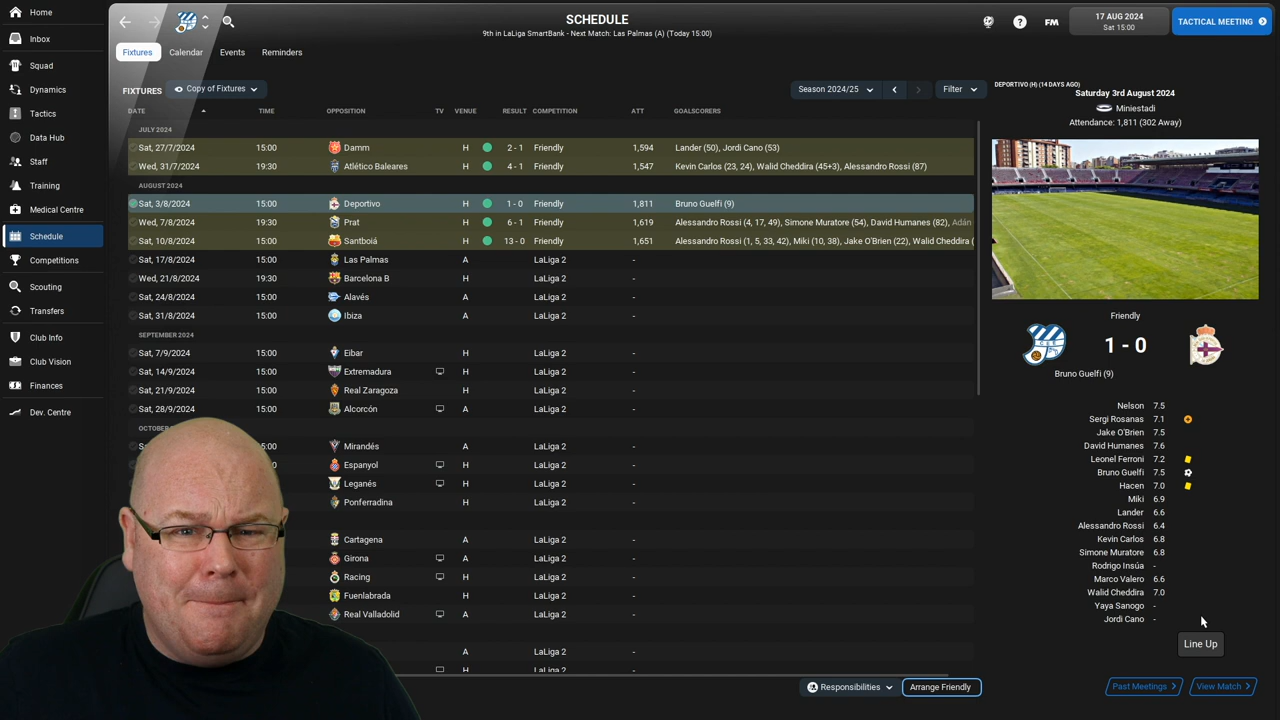 Home
Inbox
Squad
Dynamics
Tactics
Data Hub
Staff
Training
Medical Centre
Schedule
Competitions
Scouting
Transfers
Club Info
Club Vision
Finances
Dev. Centre
SCHEDULE
9th in LaLiga SmartBank - Next Match: Las Palmas (A) (Today 15:00)
FM
17 AUG 2024
Sat 15:00
TACTICAL MEETING
Fixtures Calendar Events Reminders
FIXTURES Copy of Fixtures Season 2024/25 Filter
DATE TIME OPPOSITION TV VENUE RESULT COMPETITION ATT GOALSCORERS
JULY 2024
Sat, 27/7/2024 15:00 Damm H 2 - 1 Friendly 1,594 Lander (50), Jordi Cano (53)
Wed, 31/7/2024 19:30 Atlético Baleares H 4 - 1 Friendly 1,547 Kevin Carlos (23, 24), Walid Cheddira (45+3), Alessandro Rossi (87)
AUGUST 2024
Sat, 3/8/2024 15:00 Deportivo H 1 - 0 Friendly 1,811 Bruno Guelfi (9)
Wed, 7/8/2024 19:30 Prat H 6 - 1 Friendly 1,619 Alessandro Rossi (4, 17, 49), Simone Muratore (54), David Humanes (82), Adán
Sat, 10/8/2024 15:00 Santboiá H 13 - 0 Friendly 1,651 Alessandro Rossi (1, 5, 33, 42), Miki (10, 38), Jake O'Brien (22), Walid Cheddira (
Sat, 17/8/2024 15:00 Las Palmas A LaLiga 2 -
Wed, 21/8/2024 19:30 Barcelona B H LaLiga 2 -
Sat, 24/8/2024 15:00 Alavés A LaLiga 2 -
Sat, 31/8/2024 15:00 Ibiza A LaLiga 2 -
SEPTEMBER 2024
Sat, 7/9/2024 15:00 Eibar H LaLiga 2 -
Sat, 14/9/2024 15:00 Extremadura H LaLiga 2 -
Sat, 21/9/2024 15:00 Real Zaragoza H LaLiga 2 -
Sat, 28/9/2024 15:00 Alcorcón A LaLiga 2 -
Mirandés A LaLiga 2 -
Espanyol H LaLiga 2 -
Leganés H LaLiga 2 -
Ponferradina H LaLiga 2 -
Cartagena A LaLiga 2 -
Girona A LaLiga 2 -
Racing H LaLiga 2 -
Fuenlabrada H LaLiga 2 -
Real Valladolid A LaLiga 2 -
A LaLiga 2 -
H LaLiga 2 -
Responsibilities Arrange Friendly
DEPORTIVO (H) (14 DAYS AGO)
Saturday 3rd August 2024
Miniestadi
Attendance: 1,811 (302 Away)
Friendly
1 - 0
Bruno Guelfi (9)
Nelson 7.5
Sergi Rosanas 7.1
Jake O'Brien 7.5
David Humanes 7.6
Leonel Ferroni 7.2
Bruno Guelfi 7.5
Hacen 7.0
Miki 6.9
Lander 6.6
Alessandro Rossi 6.4
Kevin Carlos 6.8
Simone Muratore 6.8
Rodrigo Insúa -
Marco Valero 6.6
Walid Cheddira 7.0
Yaya Sanogo -
Jordi Cano -
Line Up
Past Meetings View Match